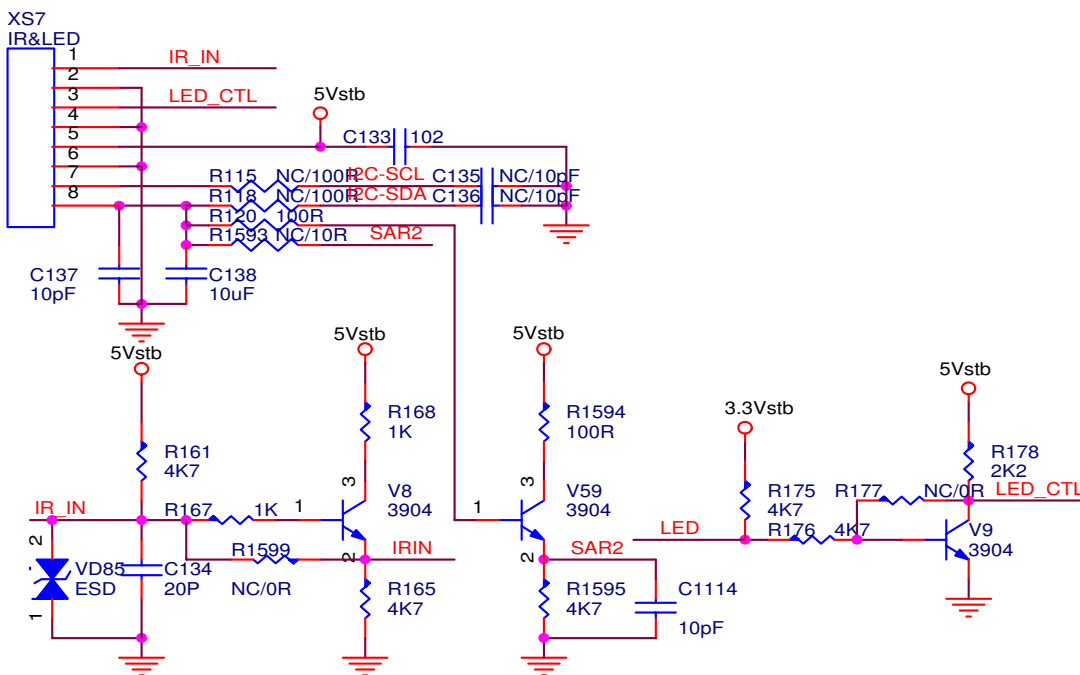 XS7
IR&LED
1
IR_IN
2
3
LED_CTL
4
5
5Vstb
C133 102
6
7
R115 NC/100R I2C-SCL C135 NC/10pF
8
R118 NC/100R I2C-SDA C136 NC/10pF
R120 100R
R1593 NC/10R SAR2
C137
10pF
C138
10uF
5Vstb
5Vstb
5Vstb
5Vstb
3.3Vstb
R161
4K7
R168
1K
R1594
100R
R178
2K2
IR_IN
R167 1K
1
3
V8
3904
2
IRIN
R1599
NC/0R
R165
4K7
VD85
ESD
2
1
C134
20P
1
3
V59
3904
2
SAR2
R1595
4K7
C1114
10pF
LED
R175
4K7
R176 4K7
R177 NC/0R
LED_CTL
V9
3904